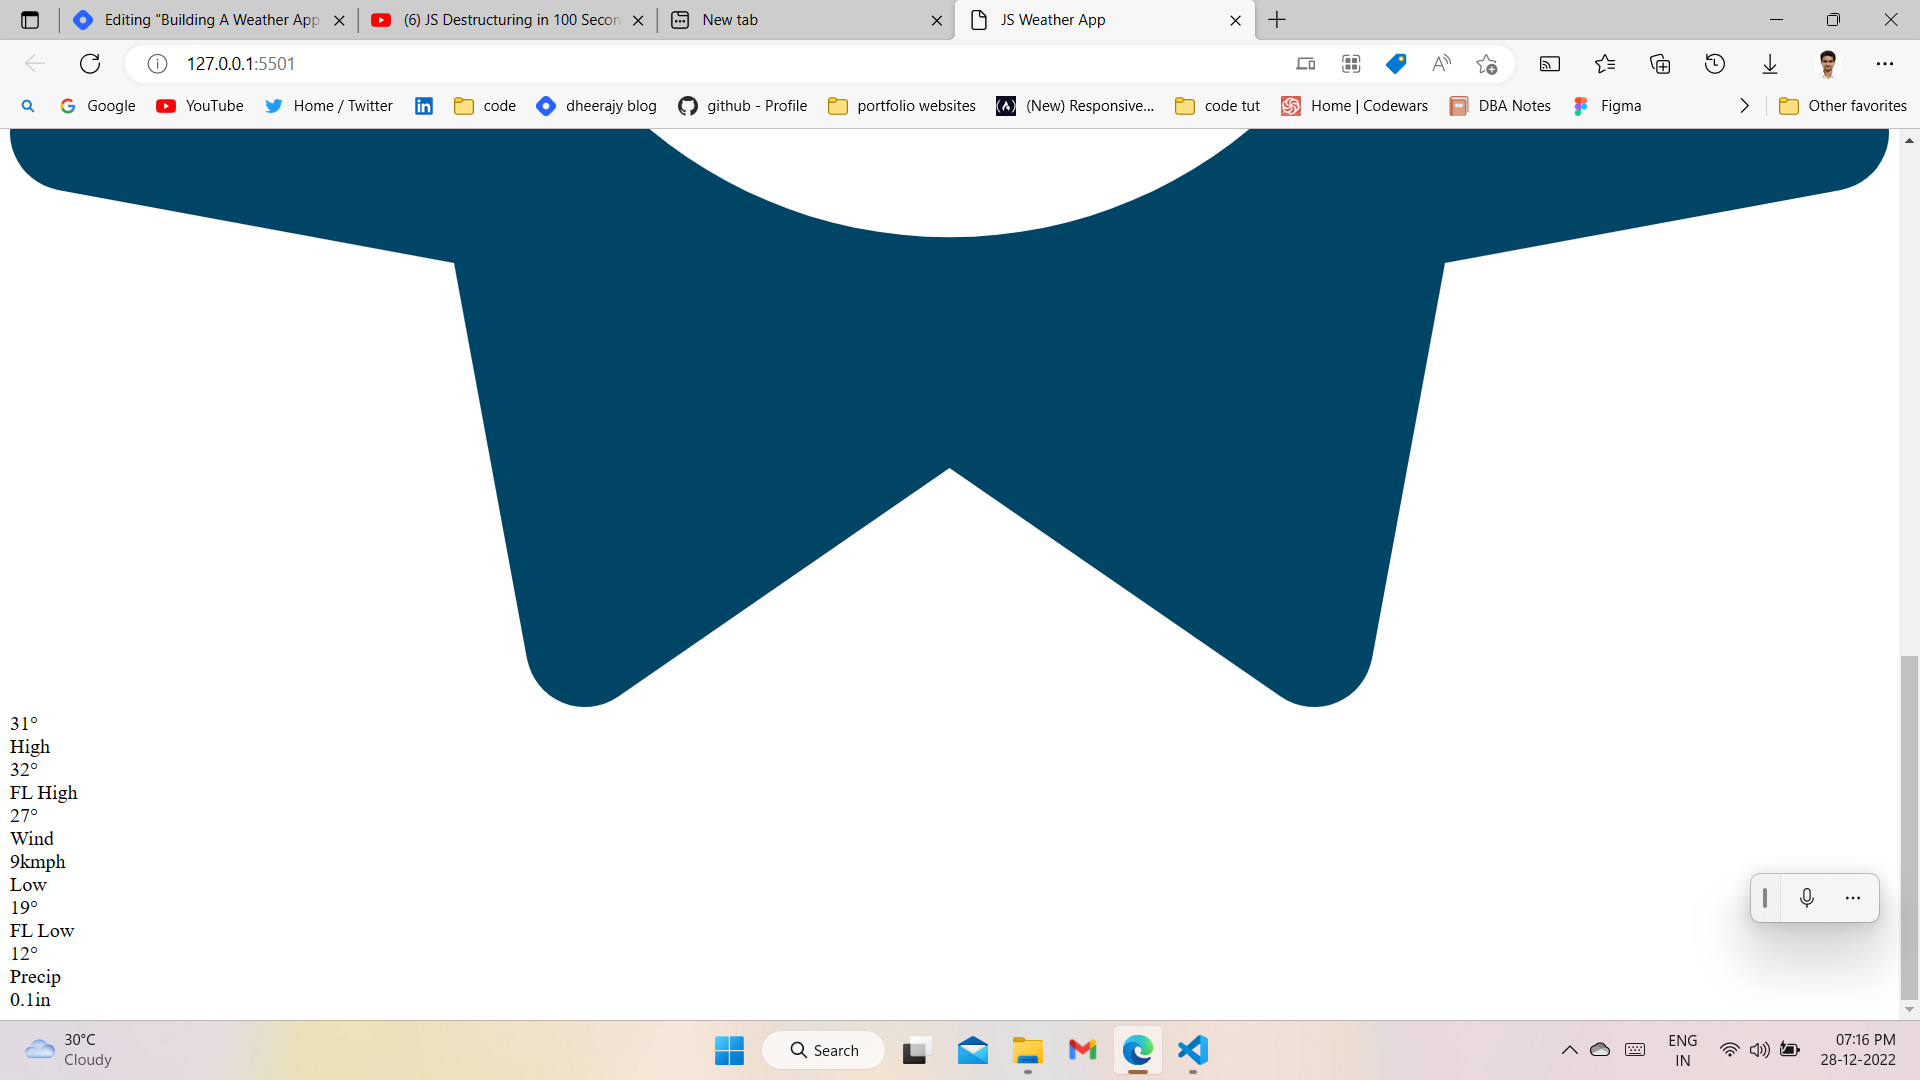 Editing "Building A Weather App
(6) JS Destructuring in 100 Secon
New tab
JS Weather App
127.0.0.1:5501
Google
YouTube
Home / Twitter
code
dheerajy blog
github - Profile
portfolio websites
(New) Responsive...
code tut
Home | Codewars
DBA Notes
Figma
Other favorites
31°
High
32°
FL High
27°
Wind
9kmph
Low
19°
FL Low
12°
Precip
0.1in
30°C
Cloudy
Search
ENG
IN
07:16 PM
28-12-2022